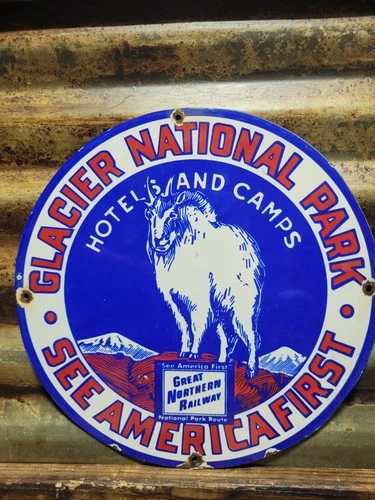 GLACIER NATIONAL PARK
HOTELS AND CAMPS
See America First
GREAT
NORTHERN
RAILWAY
National Park Route
SEE AMERICA FIRST